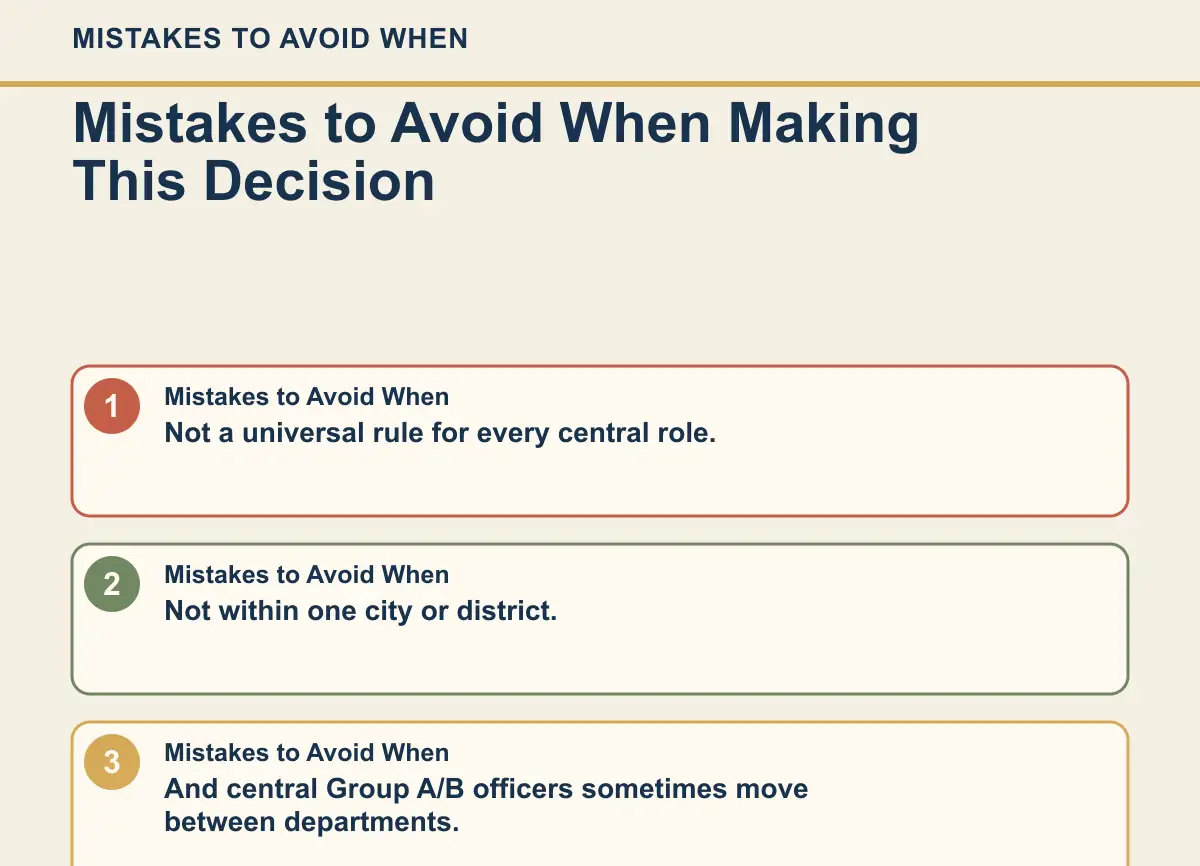 MISTAKES TO AVOID WHEN
Mistakes to Avoid When Making
This Decision
1
Mistakes to Avoid When
Not a universal rule for every central role.
2
Mistakes to Avoid When
Not within one city or district.
3
Mistakes to Avoid When
And central Group A/B officers sometimes move
between departments.